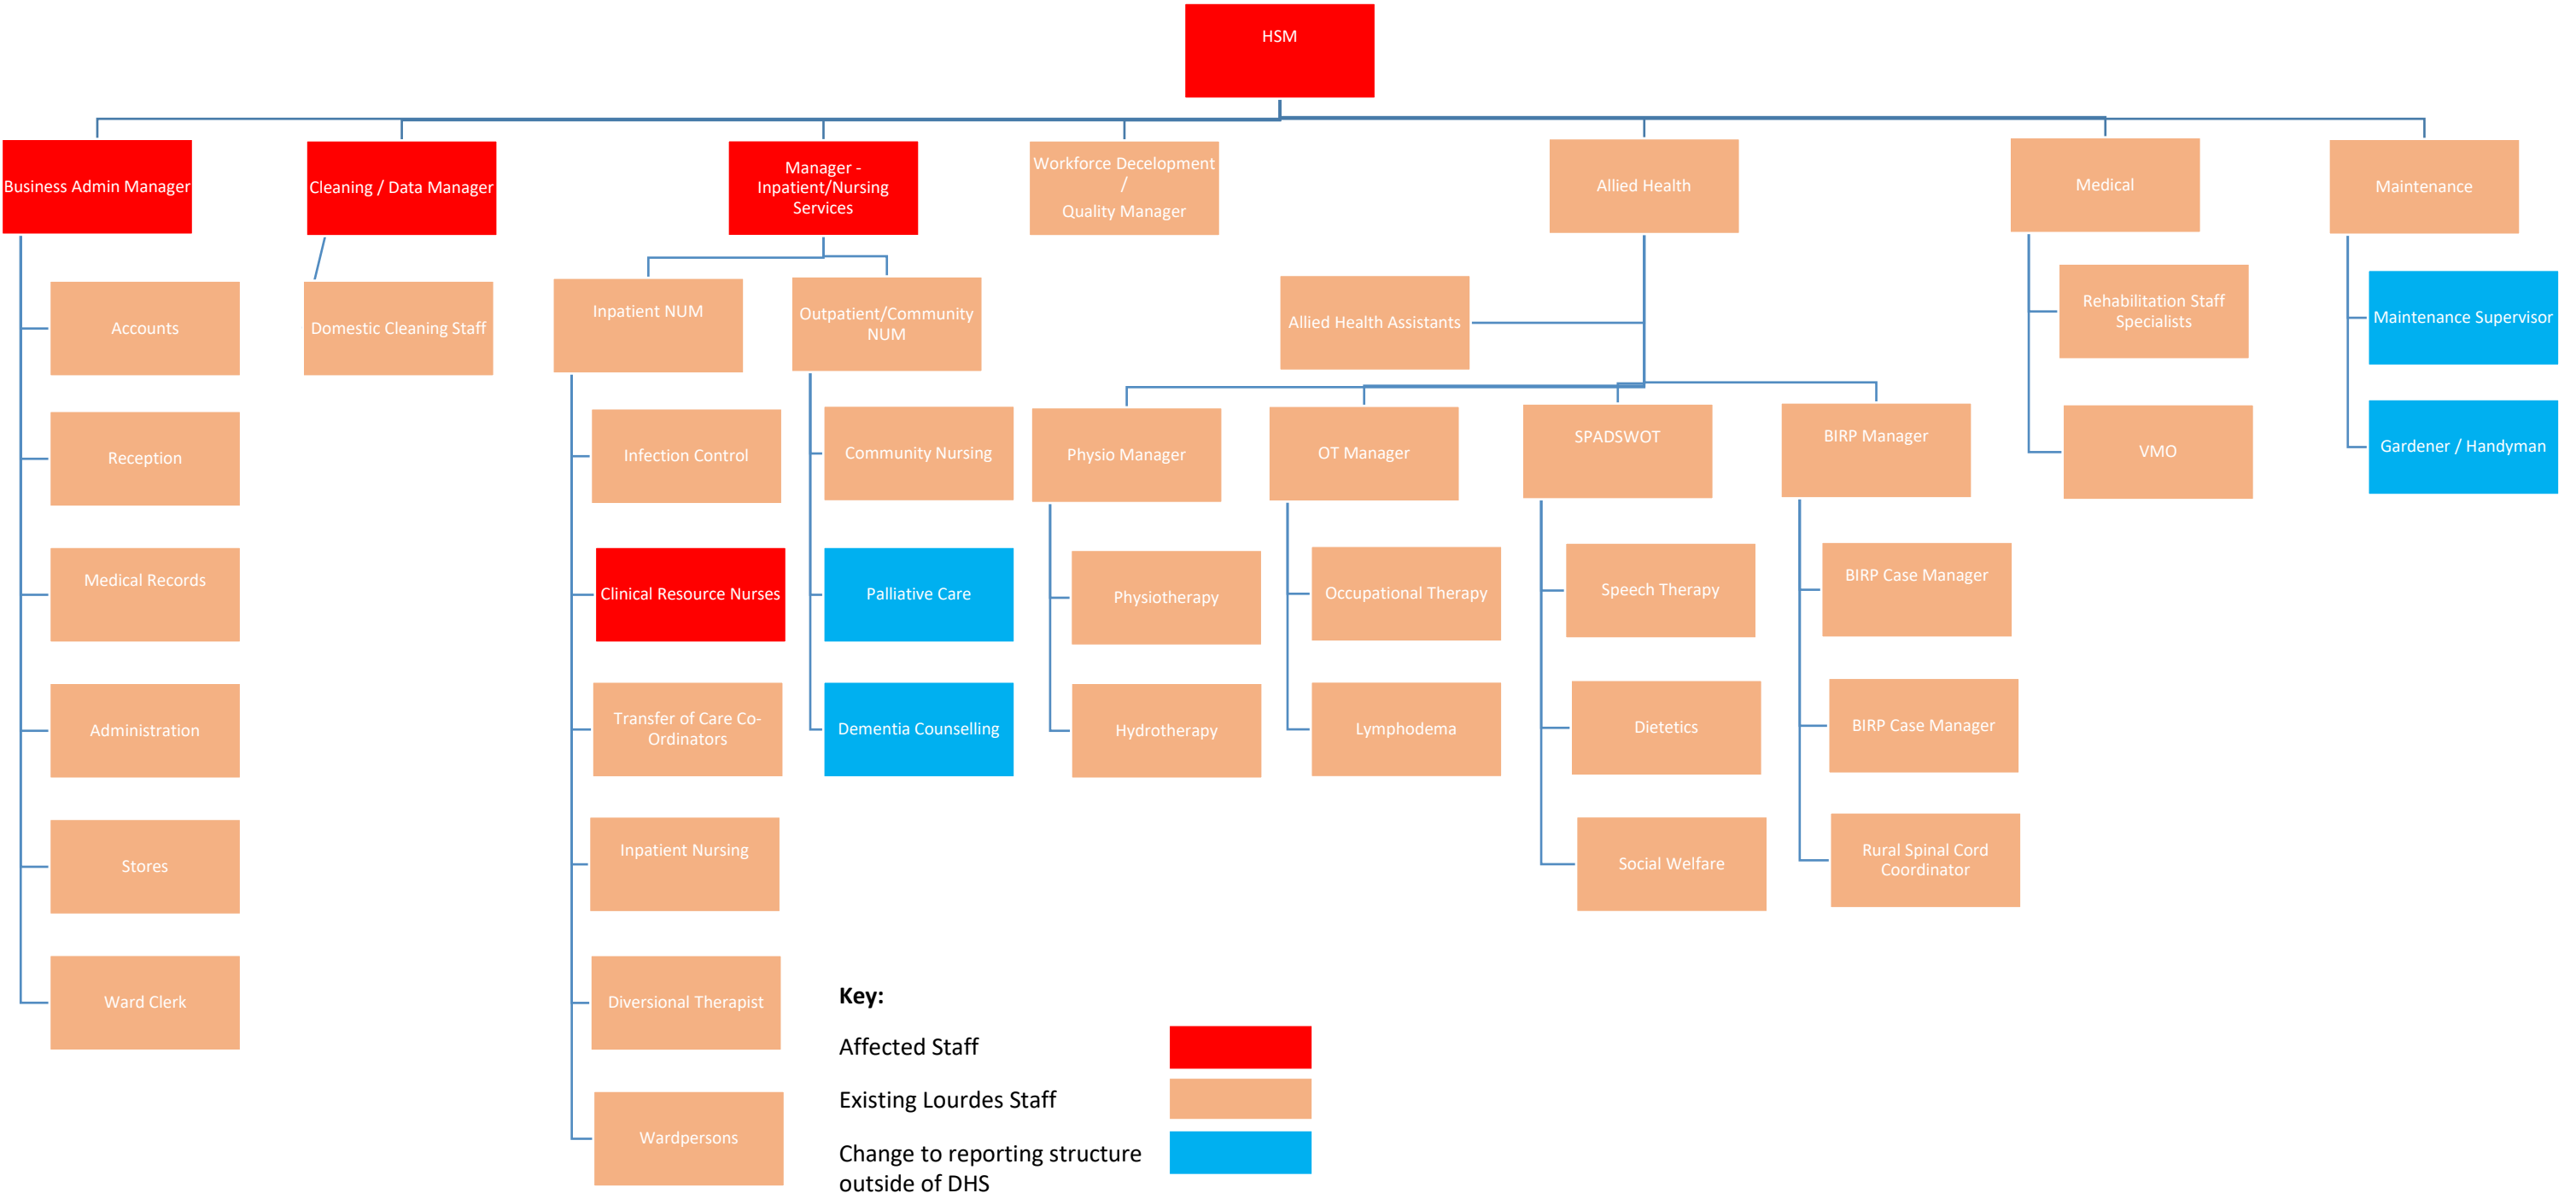 HSM
Business Admin Manager
Cleaning / Data Manager
Manager -
Inpatient/Nursing
Services
Workforce Decelopment
/
Quality Manager
Allied Health
Medical
Maintenance
Accounts
Reception
Medical Records
Administration
Stores
Ward Clerk
Domestic Cleaning Staff
Inpatient NUM
Infection Control
Clinical Resource Nurses
Transfer of Care Co-
Ordinators
Inpatient Nursing
Diversional Therapist
Wardpersons
Outpatient/Community
NUM
Community Nursing
Palliative Care
Dementia Counselling
Allied Health Assistants
Physio Manager
Physiotherapy
Hydrotherapy
OT Manager
Occupational Therapy
Lymphodema
SPADSWOT
Speech Therapy
Dietetics
Social Welfare
BIRP Manager
BIRP Case Manager
BIRP Case Manager
Rural Spinal Cord
Coordinator
Rehabilitation Staff
Specialists
VMO
Maintenance Supervisor
Gardener / Handyman
Key:
Affected Staff
Existing Lourdes Staff
Change to reporting structure
outside of DHS